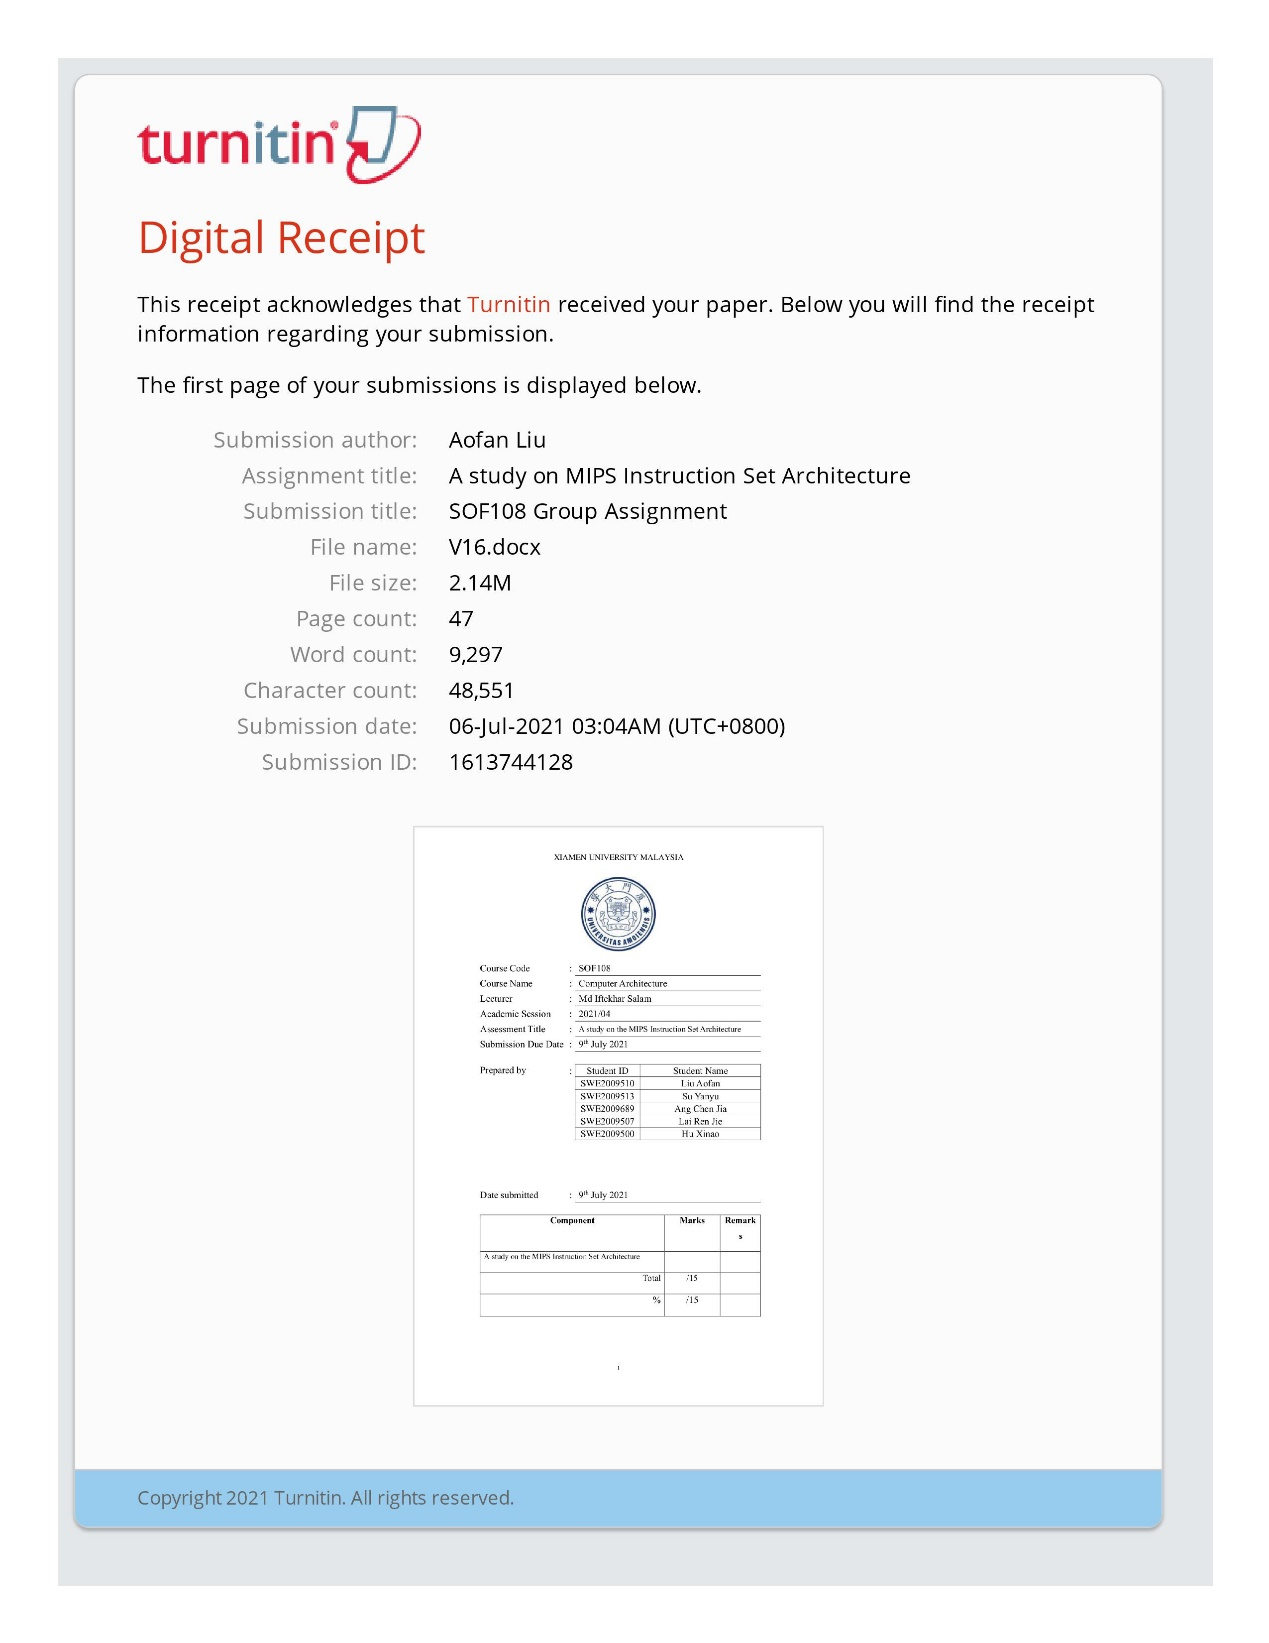 turnitin®
Digital Receipt
This receipt acknowledges that Turnitin received your paper. Below you will find the receipt
information regarding your submission.
The first page of your submissions is displayed below.
Submission author: Aofan Liu
Assignment title: A study on MIPS Instruction Set Architecture
Submission title: SOF108 Group Assignment
File name: V16.docx
File size: 2.14M
Page count: 47
Word count: 9,297
Character count: 48,551
Submission date: 06-Jul-2021 03:04AM (UTC+0800)
Submission ID: 1613744128
XIAMEN UNIVERSITY MALAYSIA
大門
UNIVERSITAS AMOIENSIS
Course Code : SOF108
Course Name : Computer Architecture
Lecturer : Md Iftekhar Salam
Academic Session : 2021/04
Assessment Title : A study on the MIPS Instruction Set Architecture
Submission Due Date : 9th July 2021
Prepared by : Student ID Student Name
SWE2009510 Liu Aofan
SWE2009513 Su Yanyu
SWE2009689 Ang Chen Jia
SWE2009507 Lai Ren Jie
SWE2009500 Hu Xinao
Date submitted : 9th July 2021
Component Marks Remark
s
A study on the MIPS Instruction Set Architecture
Total /15
% /15
1
Copyright 2021 Turnitin. All rights reserved.